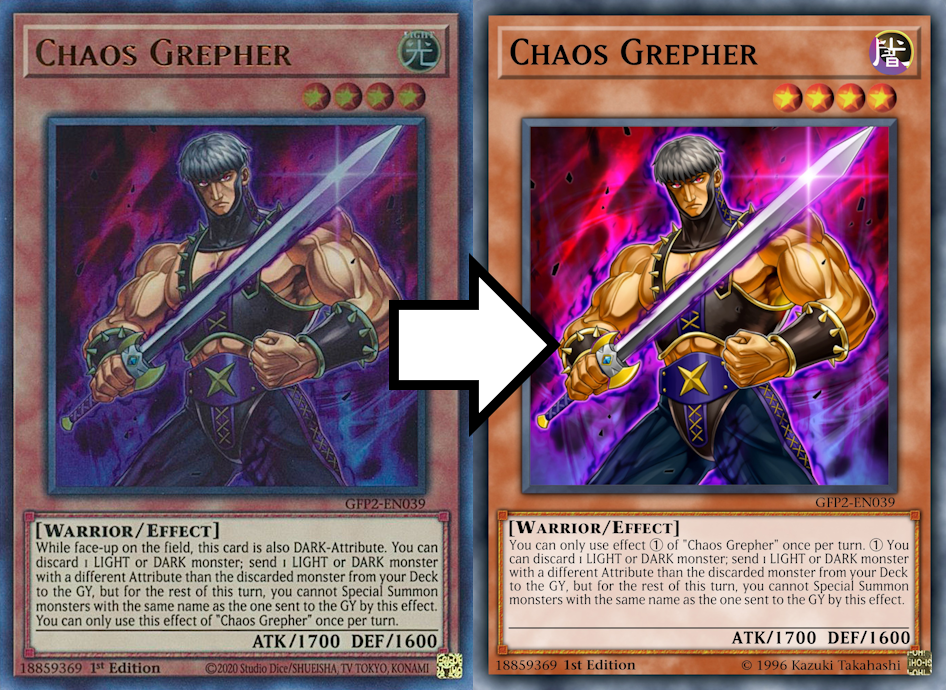 CHAOS GREPHER
LIGHT
光
GFP2-EN039
[WARRIOR/EFFECT]
While face-up on the field, this card is also DARK-Attribute. You can
discard 1 LIGHT or DARK monster; send 1 LIGHT or DARK monster
with a different Attribute than the discarded monster from your Deck
to the GY, but for the rest of this turn, you cannot Special Summon
monsters with the same name as the one sent to the GY by this effect.
You can only use this effect of "Chaos Grepher" once per turn.
ATK/1700 DEF/1600
18859369 1st Edition ©2020 Studio Dice/SHUEISHA, TV TOKYO, KONAMI
CHAOS GREPHER
闇
GFP2-EN039
[WARRIOR/EFFECT]
You can only use effect ① of "Chaos Grepher" once per turn. ① You
can discard 1 LIGHT or DARK monster; send 1 LIGHT or DARK monster
with a different Attribute than the discarded monster from your Deck
to the GY, but for the rest of this turn, you cannot Special Summon
monsters with the same name as the one sent to the GY by this effect.
ATK/1700 DEF/1600
18859369 1st Edition © 1996 Kazuki Takahashi